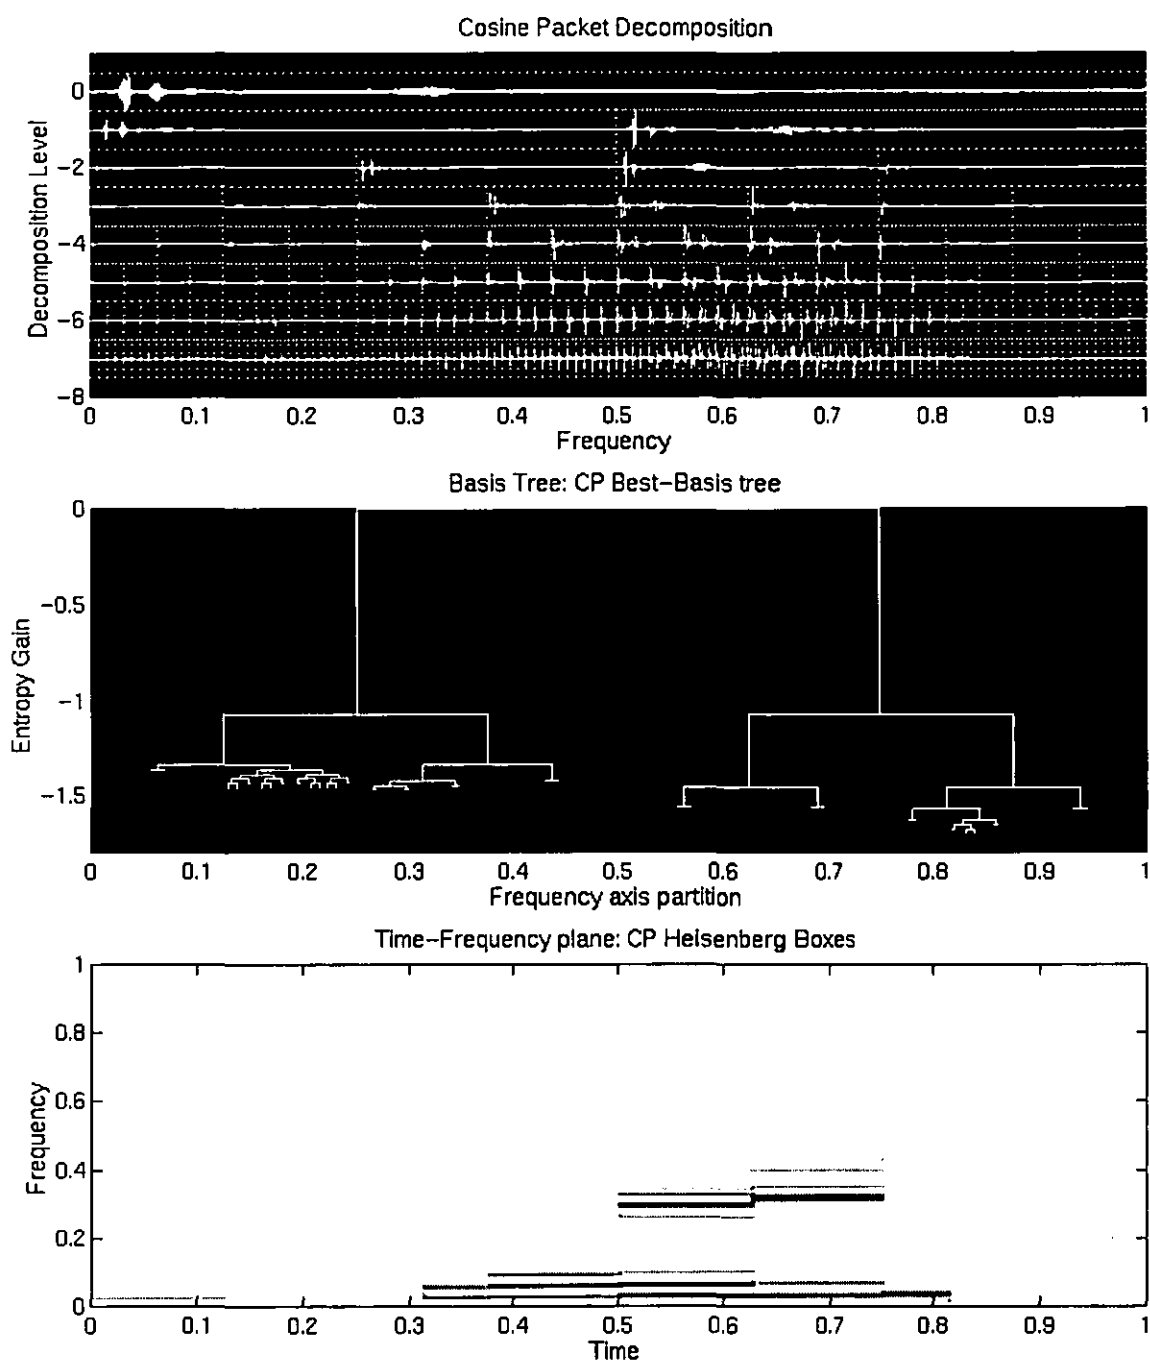 Cosine Packet Decomposition
0
−2
−4
−6
−8
Decomposition Level
0 0.1 0.2 0.3 0.4 0.5 0.6 0.7 0.8 0.9 1
Frequency
Basis Tree: CP Best−Basis tree
0
−0.5
−1
−1.5
Entropy Gain
0 0.1 0.2 0.3 0.4 0.5 0.6 0.7 0.8 0.9 1
Frequency axis partition
Time−Frequency plane: CP Heisenberg Boxes
1
0.8
0.6
0.4
0.2
0
Frequency
0 0.1 0.2 0.3 0.4 0.5 0.6 0.7 0.8 0.9 1
Time